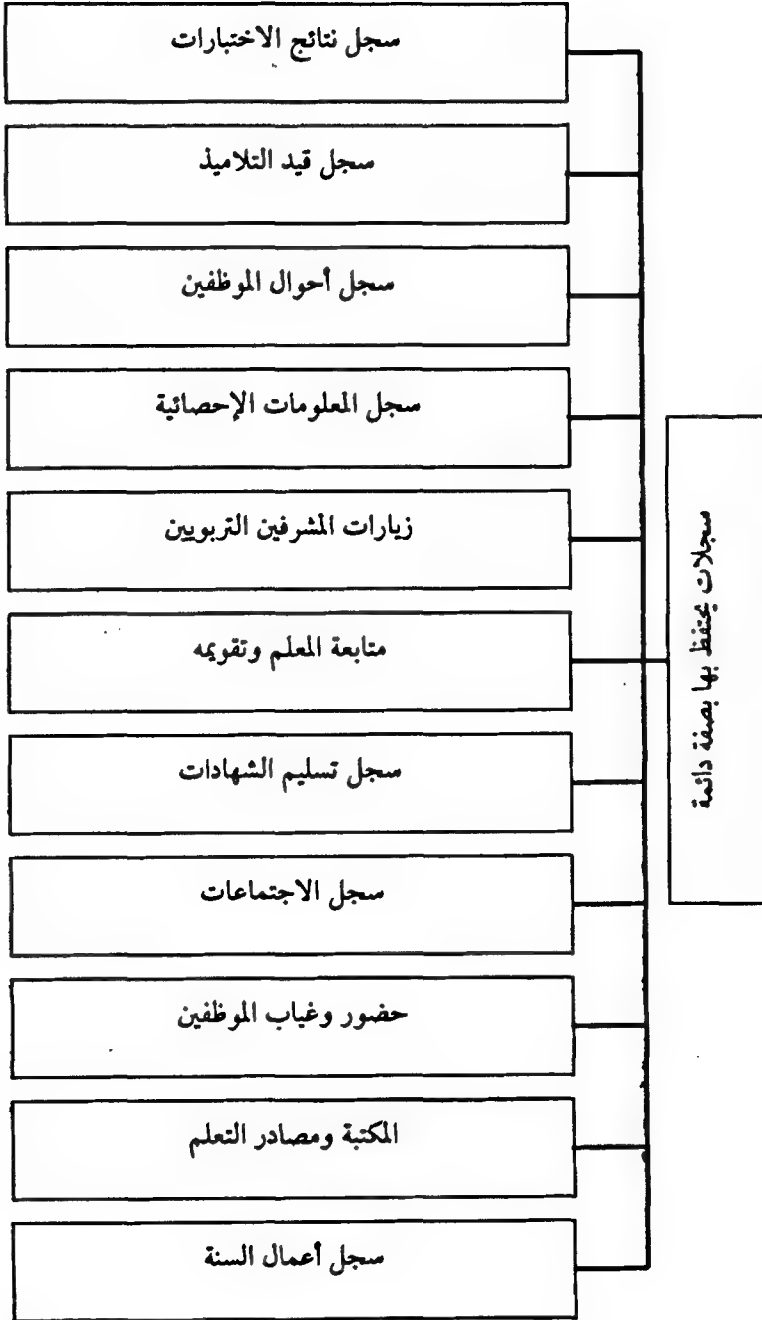 سجلات يحتفظ بها بصفة دائمة
سجل نتائج الاختبارات
سجل قيد التلاميذ
سجل أحوال الموظفين
سجل المعلومات الإحصائية
زيارات المشرفين التربويين
متابعة المعلم وتقويمه
سجل تسليم الشهادات
سجل الاجتماعات
حضور وغياب الموظفين
المكتبة ومصادر التعلم
سجل أعمال السنة